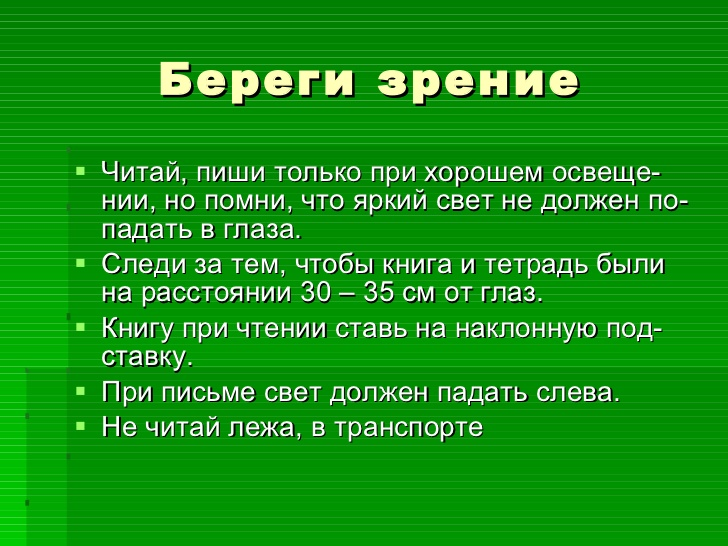 Береги зрение
Читай, пиши только при хорошем освеще-
нии, но помни, что яркий свет не должен по-
падать в глаза.
Следи за тем, чтобы книга и тетрадь были
на расстоянии 30 – 35 см от глаз.
Книгу при чтении ставь на наклонную под-
ставку.
При письме свет должен падать слева.
Не читай лежа, в транспорте